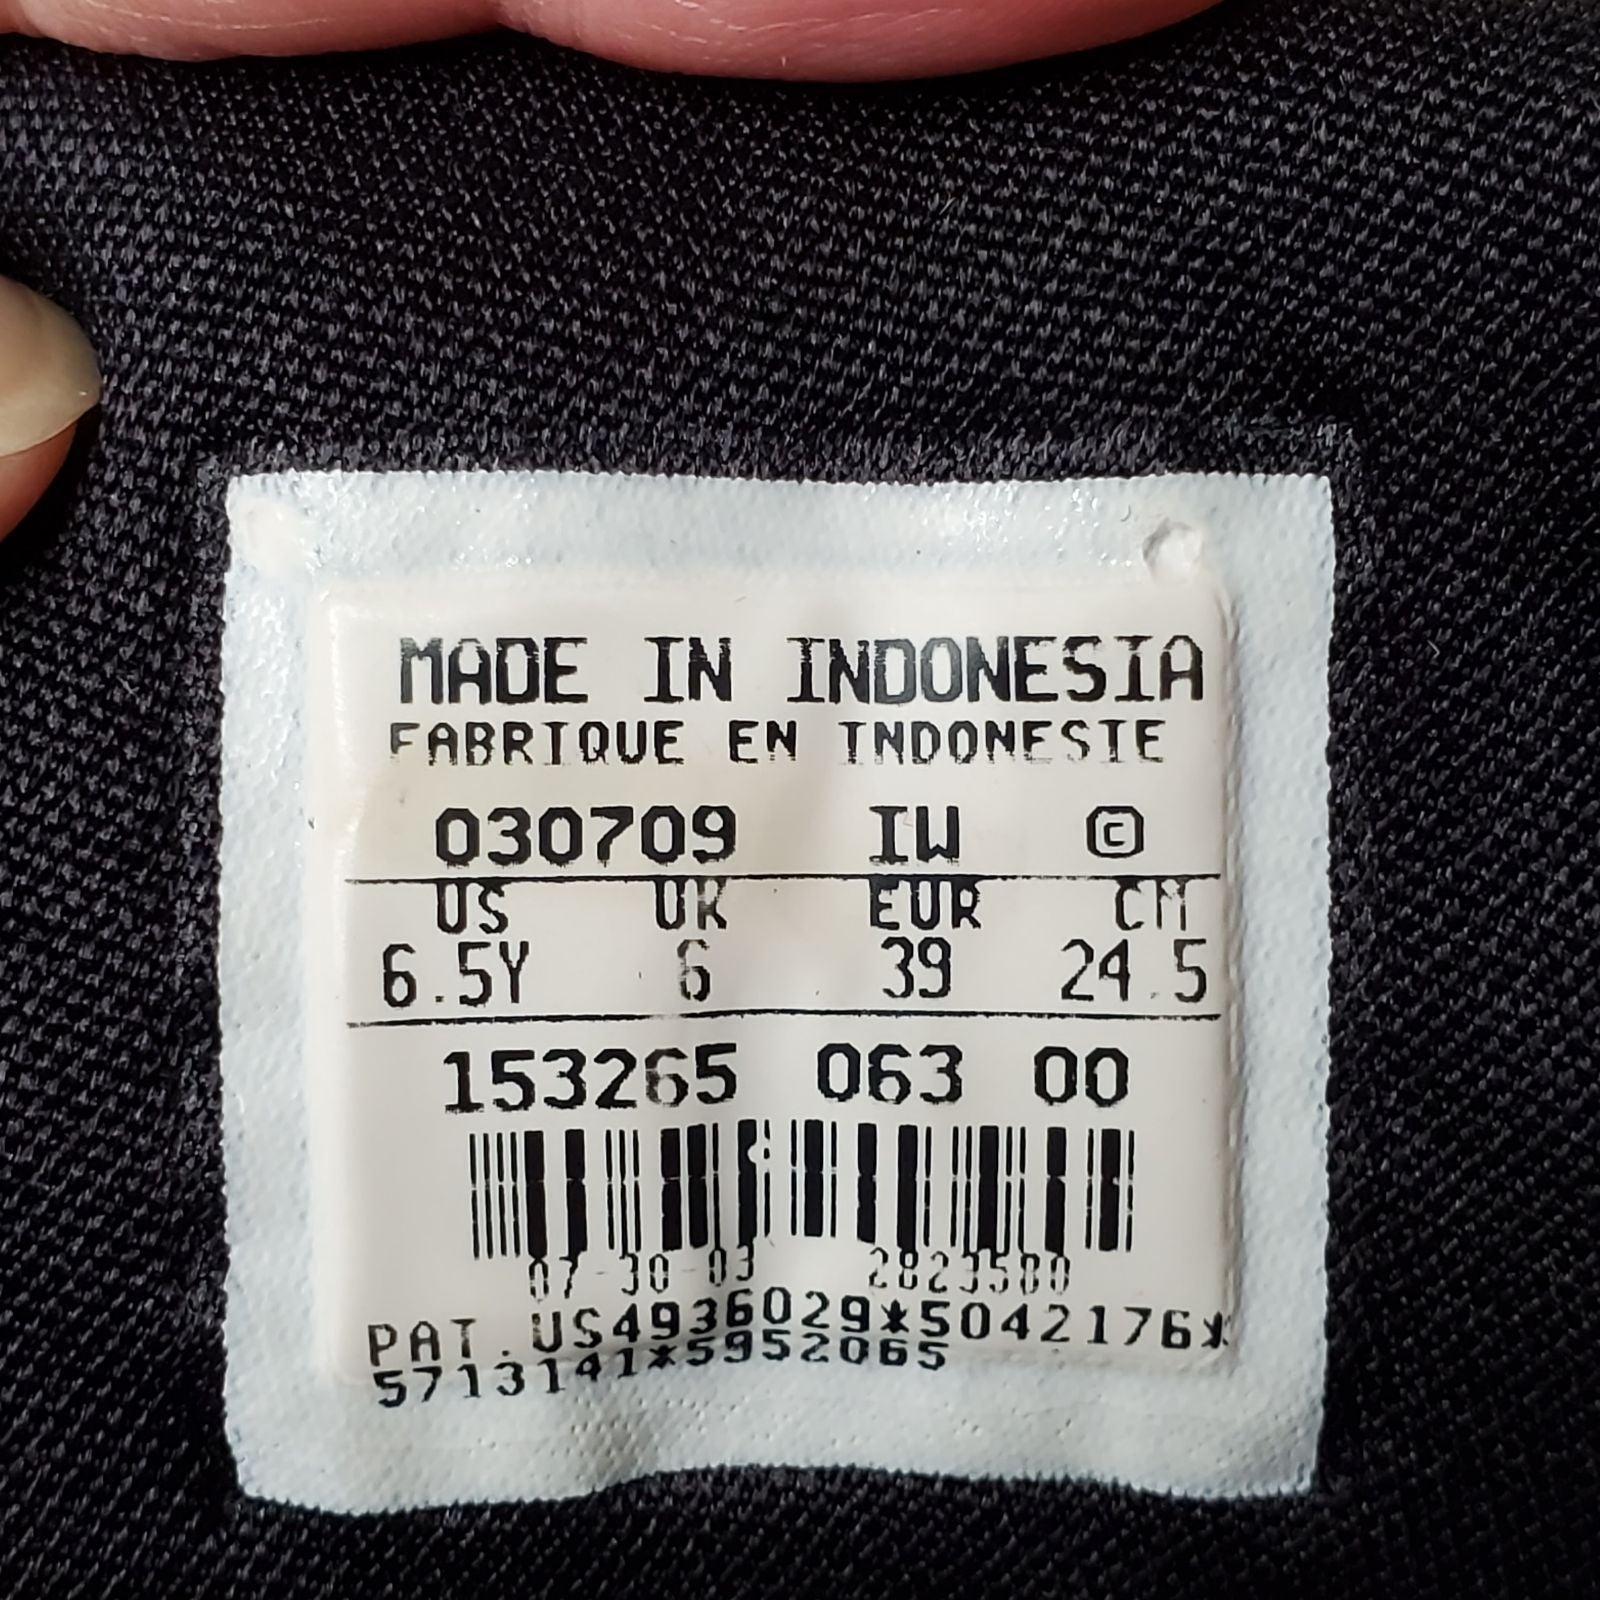 MADE IN INDONESIA
FABRIQUE EN INDONESIE
030709 IW ©
US UK EUR CM
6.5Y 6 39 24.5
153265 063 00
07-30-03 2823580
PAT.US4936029*5042176*
5713141*5952065